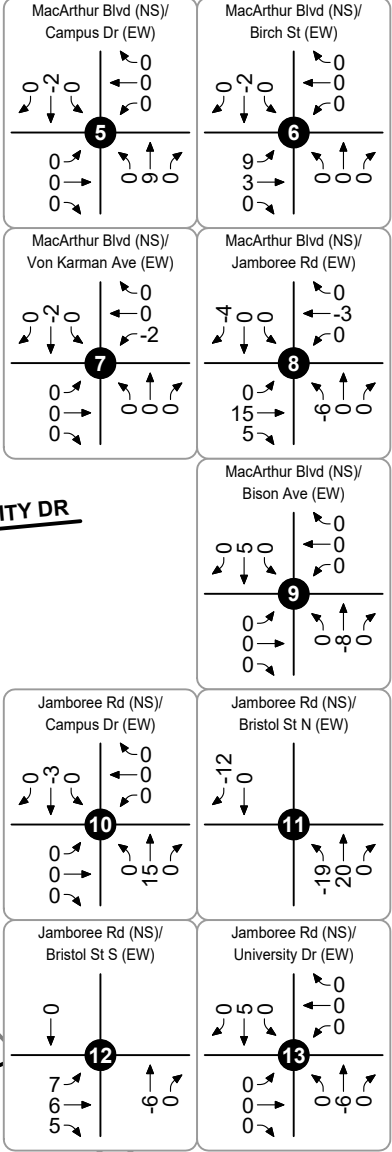 MacArthur Blvd (NS)/
Campus Dr (EW)
0 -2 0
0
0
0
5
0
0
0
0 9 0
MacArthur Blvd (NS)/
Birch St (EW)
0 -2 0
0
0
0
6
9
3
0
0 0 0
MacArthur Blvd (NS)/
Von Karman Ave (EW)
0 -2 0
0
0
-2
7
0
0
0
0 0 0
MacArthur Blvd (NS)/
Jamboree Rd (EW)
-4 0 0
0
-3
0
8
0
15
5
-6 0 0
ITY DR
MacArthur Blvd (NS)/
Bison Ave (EW)
0 5 0
0
0
0
9
0
0
0
0 -8 0
Jamboree Rd (NS)/
Campus Dr (EW)
0 -3 0
0
0
0
10
0
0
0
0 15 0
Jamboree Rd (NS)/
Bristol St N (EW)
-12 0
11
-19 20 0
Jamboree Rd (NS)/
Bristol St S (EW)
0
12
7
6
5
-6 0
Jamboree Rd (NS)/
University Dr (EW)
0 5 0
0
0
0
13
0
0
0
0 -6 0